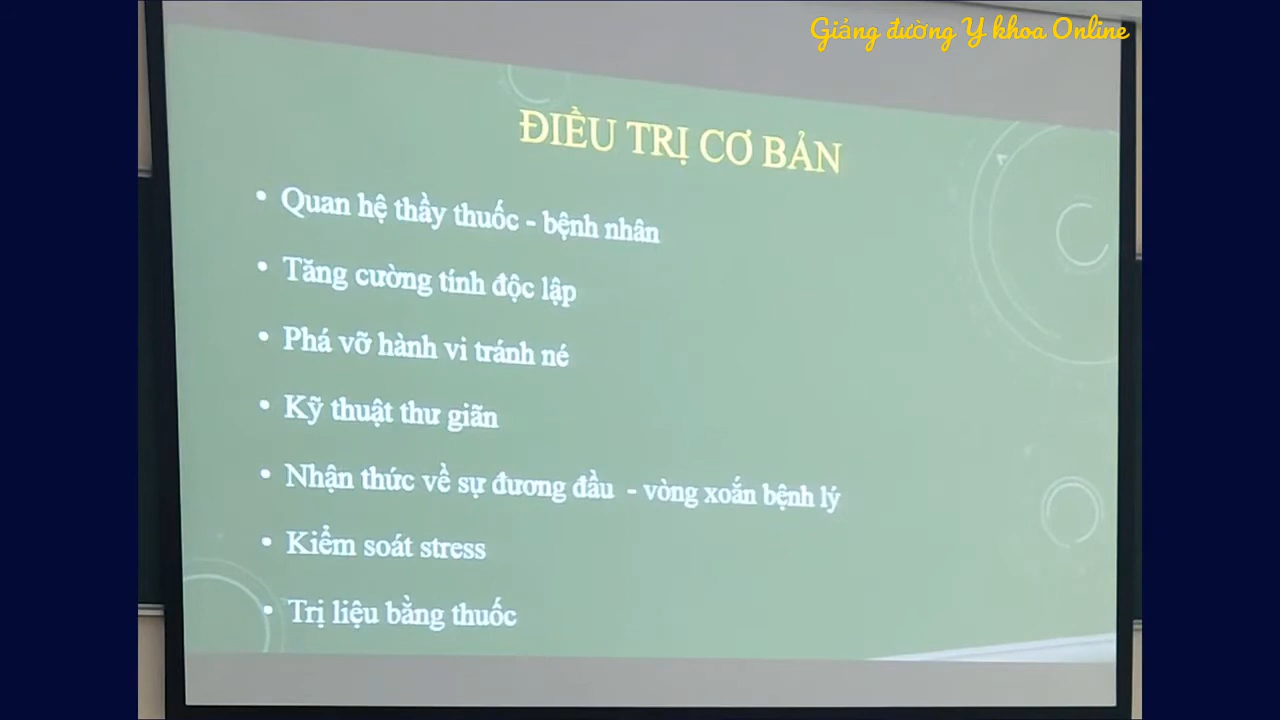 Giảng đường Y khoa Online
ĐIỀU TRỊ CƠ BẢN
• Quan hệ thầy thuốc - bệnh nhân
• Tăng cường tính độc lập
• Phá vỡ hành vi tránh né
• Kỹ thuật thư giãn
• Nhận thức về sự đương đầu - vòng xoắn bệnh lý
• Kiểm soát stress
• Trị liệu bằng thuốc